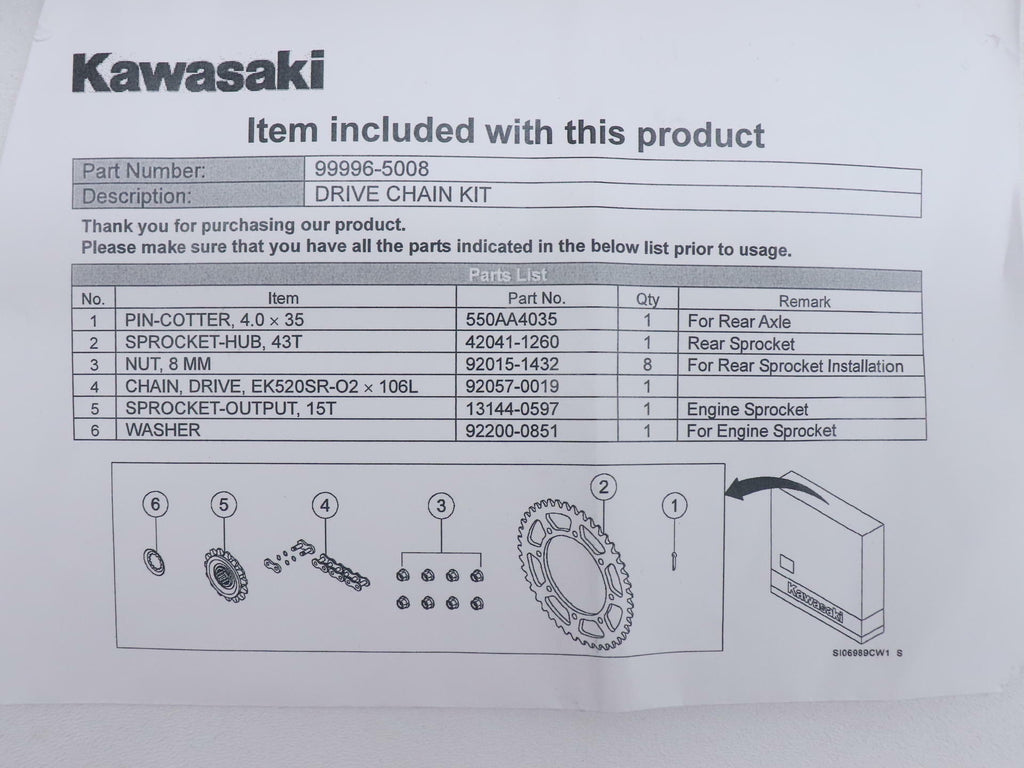 Kawasaki
Item included with this product
Part Number: 99996-5008
Description: DRIVE CHAIN KIT
Thank you for purchasing our product.
Please make sure that you have all the parts indicated in the below list prior to usage.
Parts List
No. Item Part No. Qty Remark
1 PIN-COTTER, 4.0 × 35 550AA4035 1 For Rear Axle
2 SPROCKET-HUB, 43T 42041-1260 1 Rear Sprocket
3 NUT, 8 MM 92015-1432 8 For Rear Sprocket Installation
4 CHAIN, DRIVE, EK520SR-O2 × 106L 92057-0019 1
5 SPROCKET-OUTPUT, 15T 13144-0597 1 Engine Sprocket
6 WASHER 92200-0851 1 For Engine Sprocket
6 5 4 3 2 1
Kawasaki
SI06989CW1 S